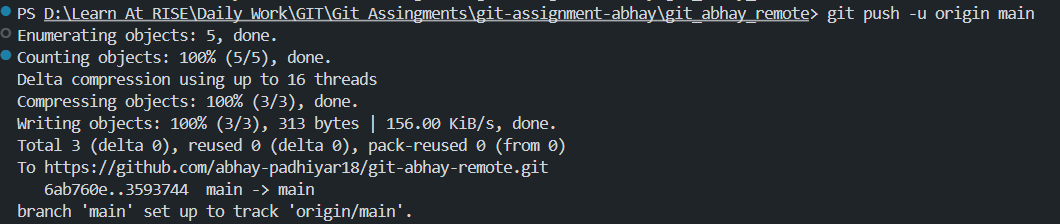 PS D:\Learn At RISE\Daily Work\GIT\Git Assingments\git-assignment-abhay\git_abhay_remote> git push -u origin main
Enumerating objects: 5, done.
Counting objects: 100% (5/5), done.
Delta compression using up to 16 threads
Compressing objects: 100% (3/3), done.
Writing objects: 100% (3/3), 313 bytes | 156.00 KiB/s, done.
Total 3 (delta 0), reused 0 (delta 0), pack-reused 0 (from 0)
To https://github.com/abhay-padhiyar18/git-abhay-remote.git
   6ab760e..3593744  main -> main
branch 'main' set up to track 'origin/main'.